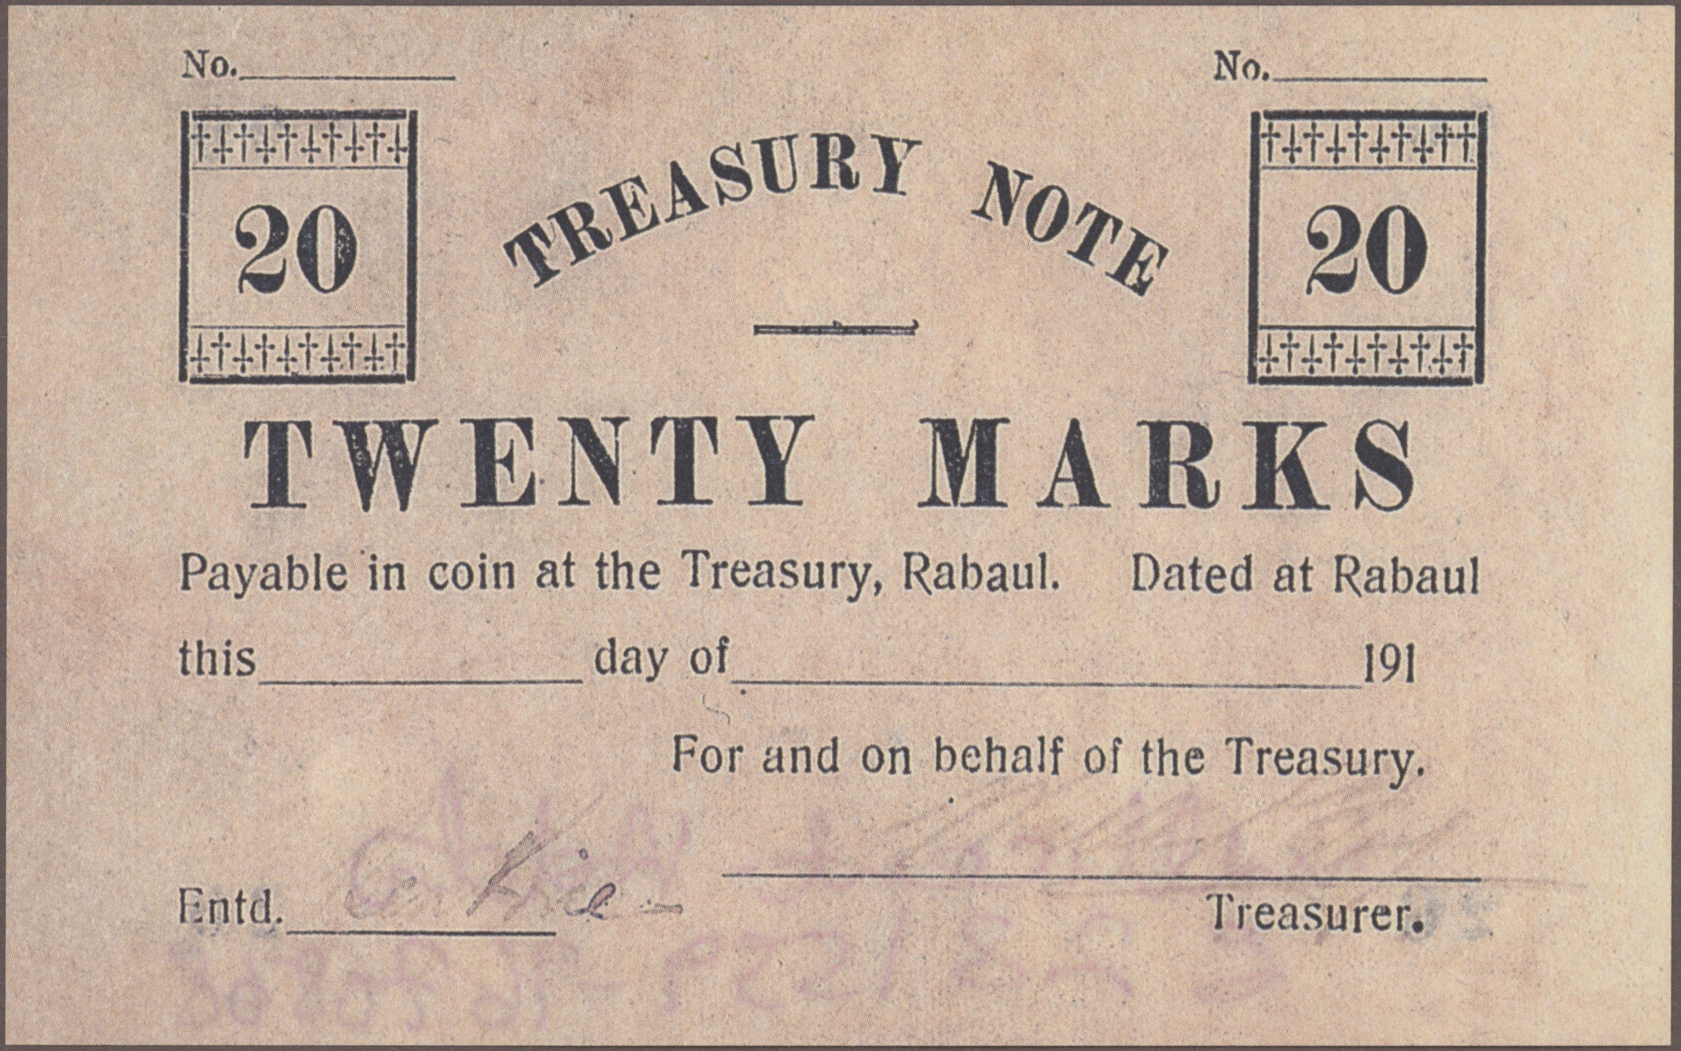 No.
No.
20
20
TREASURY NOTE
TWENTY MARKS
Payable in coin at the Treasury, Rabaul. Dated at Rabaul
this day of 191
For and on behalf of the Treasury.
Entd.
Treasurer.